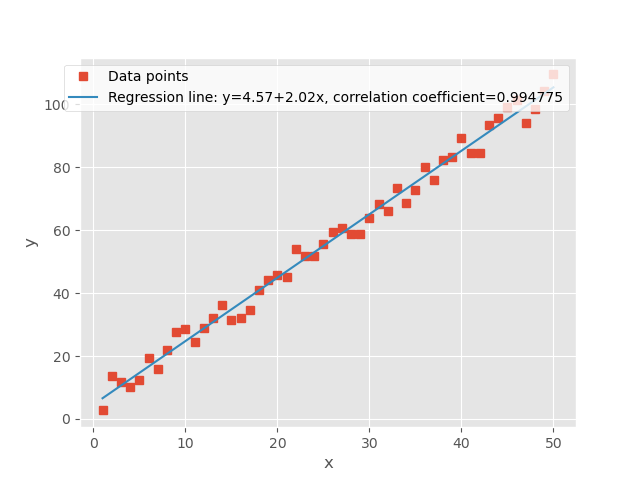 Data points
Regression line: y=4.57+2.02x, correlation coefficient=0.994775
100
80
60
40
20
0
y
0 10 20 30 40 50
x